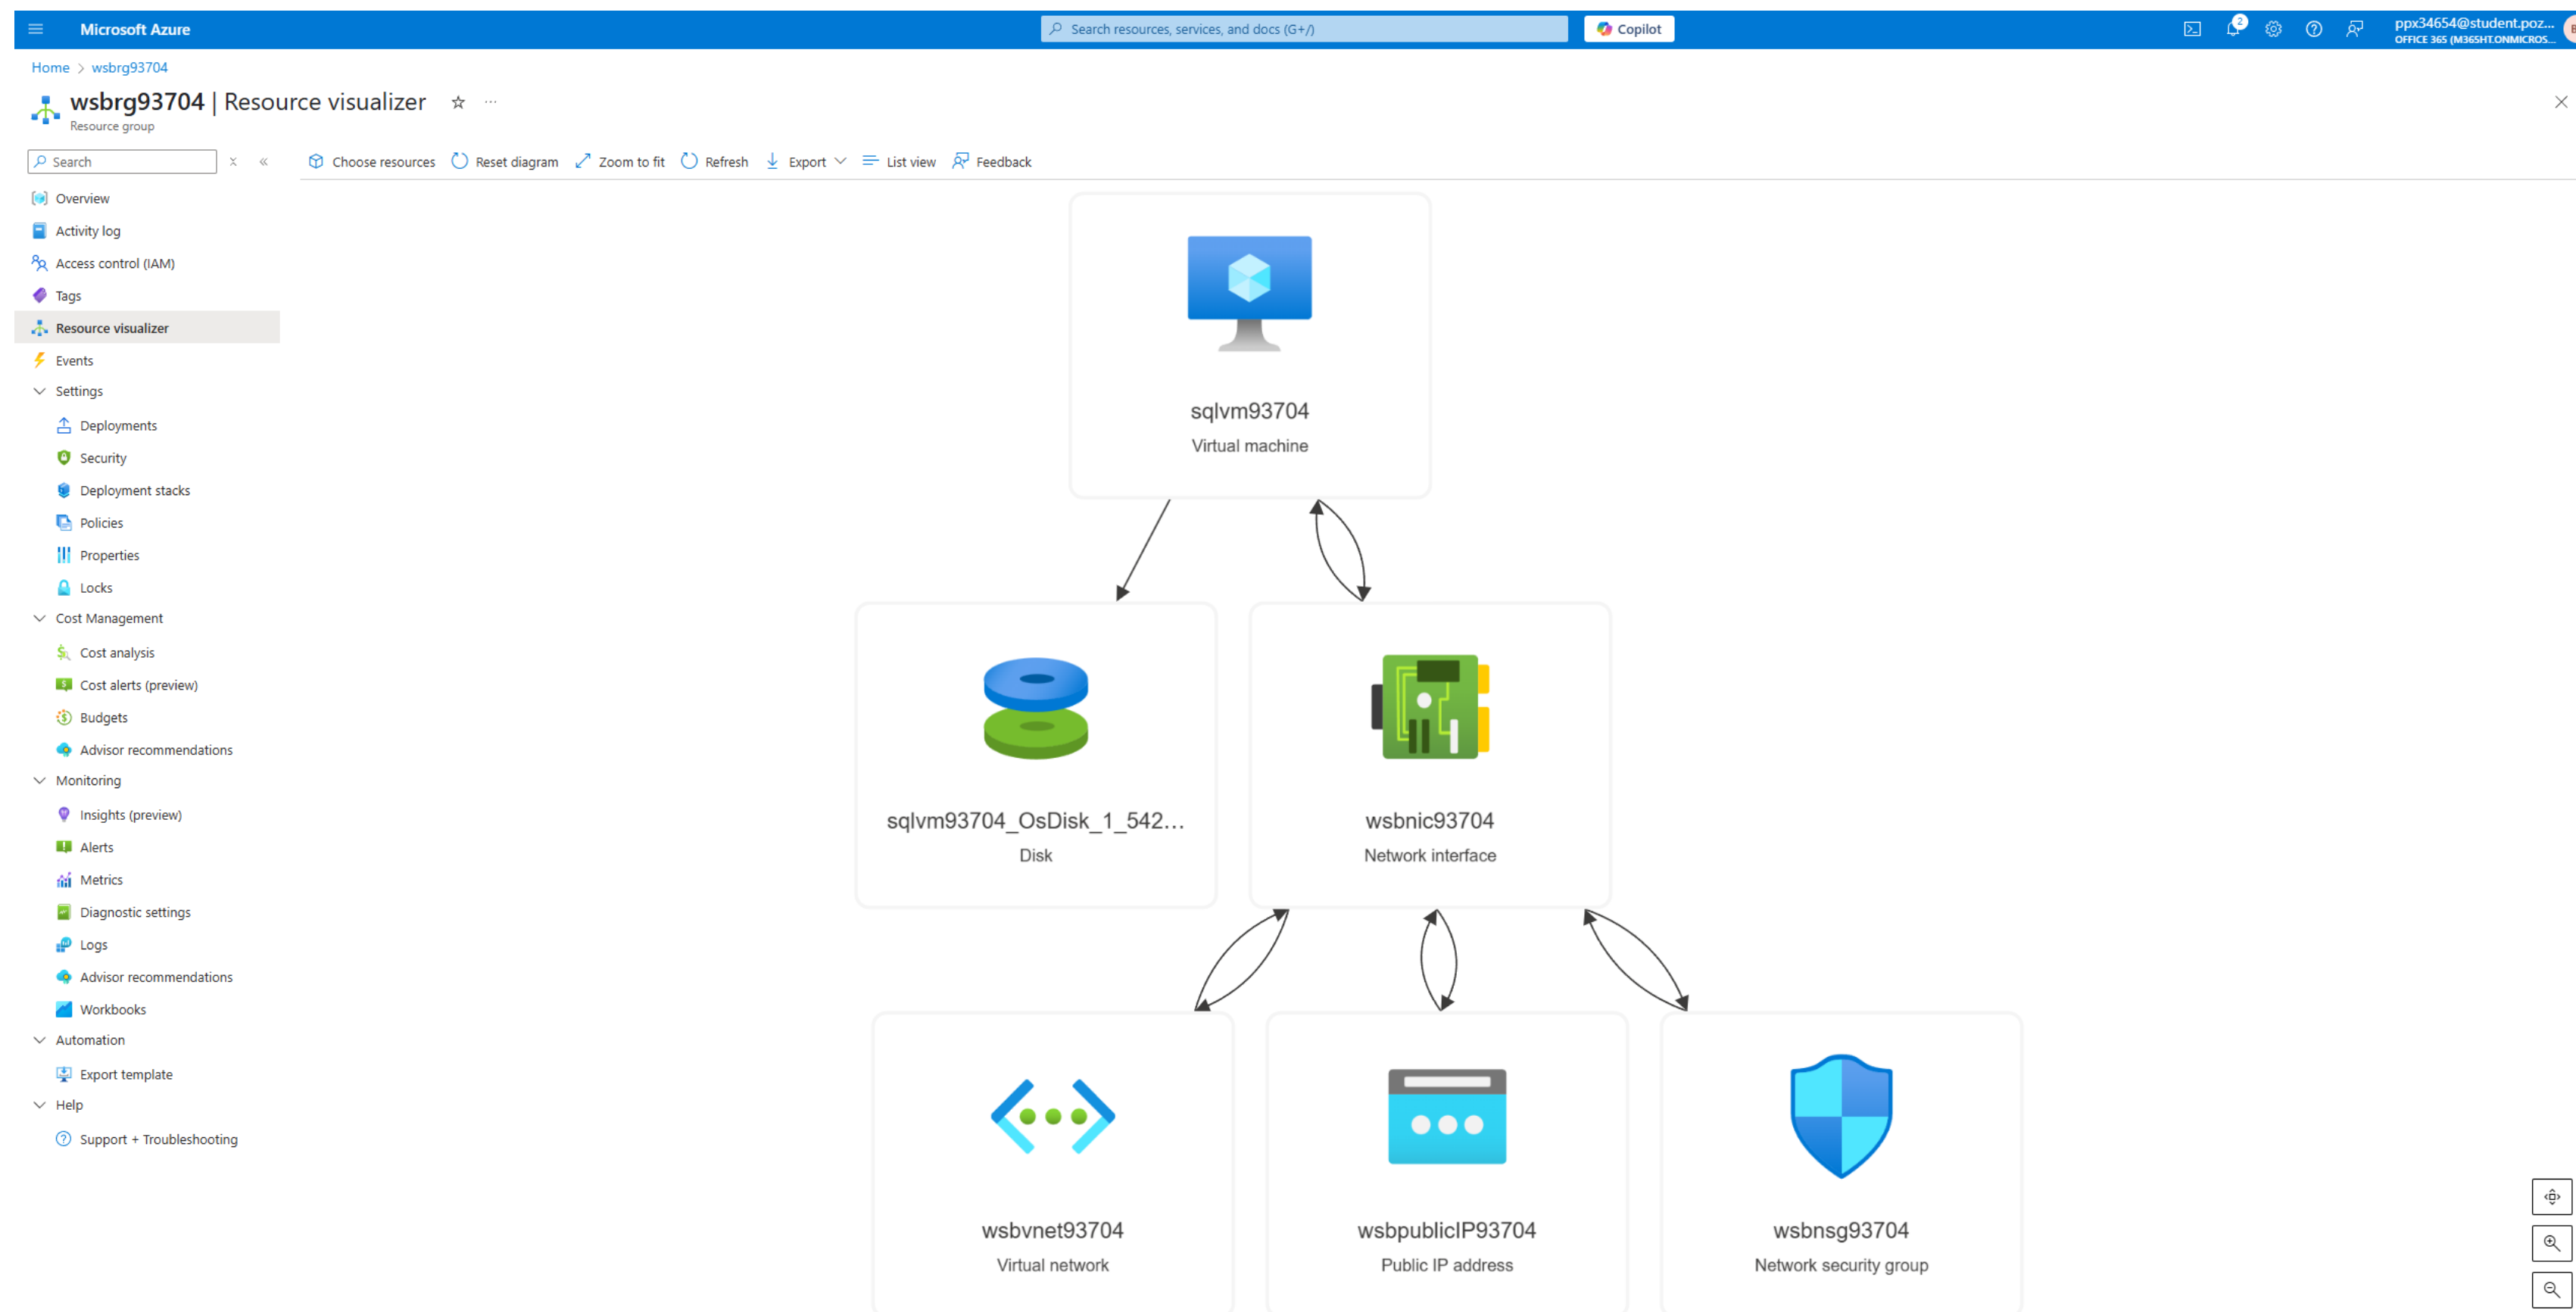 Microsoft Azure
Search resources, services, and docs (G+/)
Copilot
2
ppx34654@student.poz...
OFFICE 365 (M365HT.ONMICROS...
Home > wsbrg93704
wsbrg93704 | Resource visualizer
Resource group
Search
Choose resources
Reset diagram
Zoom to fit
Refresh
Export
List view
Feedback
Overview
Activity log
Access control (IAM)
Tags
Resource visualizer
Events
Settings
Deployments
Security
Deployment stacks
Policies
Properties
Locks
Cost Management
Cost analysis
Cost alerts (preview)
Budgets
Advisor recommendations
Monitoring
Insights (preview)
Alerts
Metrics
Diagnostic settings
Logs
Advisor recommendations
Workbooks
Automation
Export template
Help
Support + Troubleshooting
sqlvm93704
Virtual machine
sqlvm93704_OsDisk_1_542...
Disk
wsbnic93704
Network interface
wsbvnet93704
Virtual network
wsbpublicIP93704
Public IP address
wsbnsg93704
Network security group